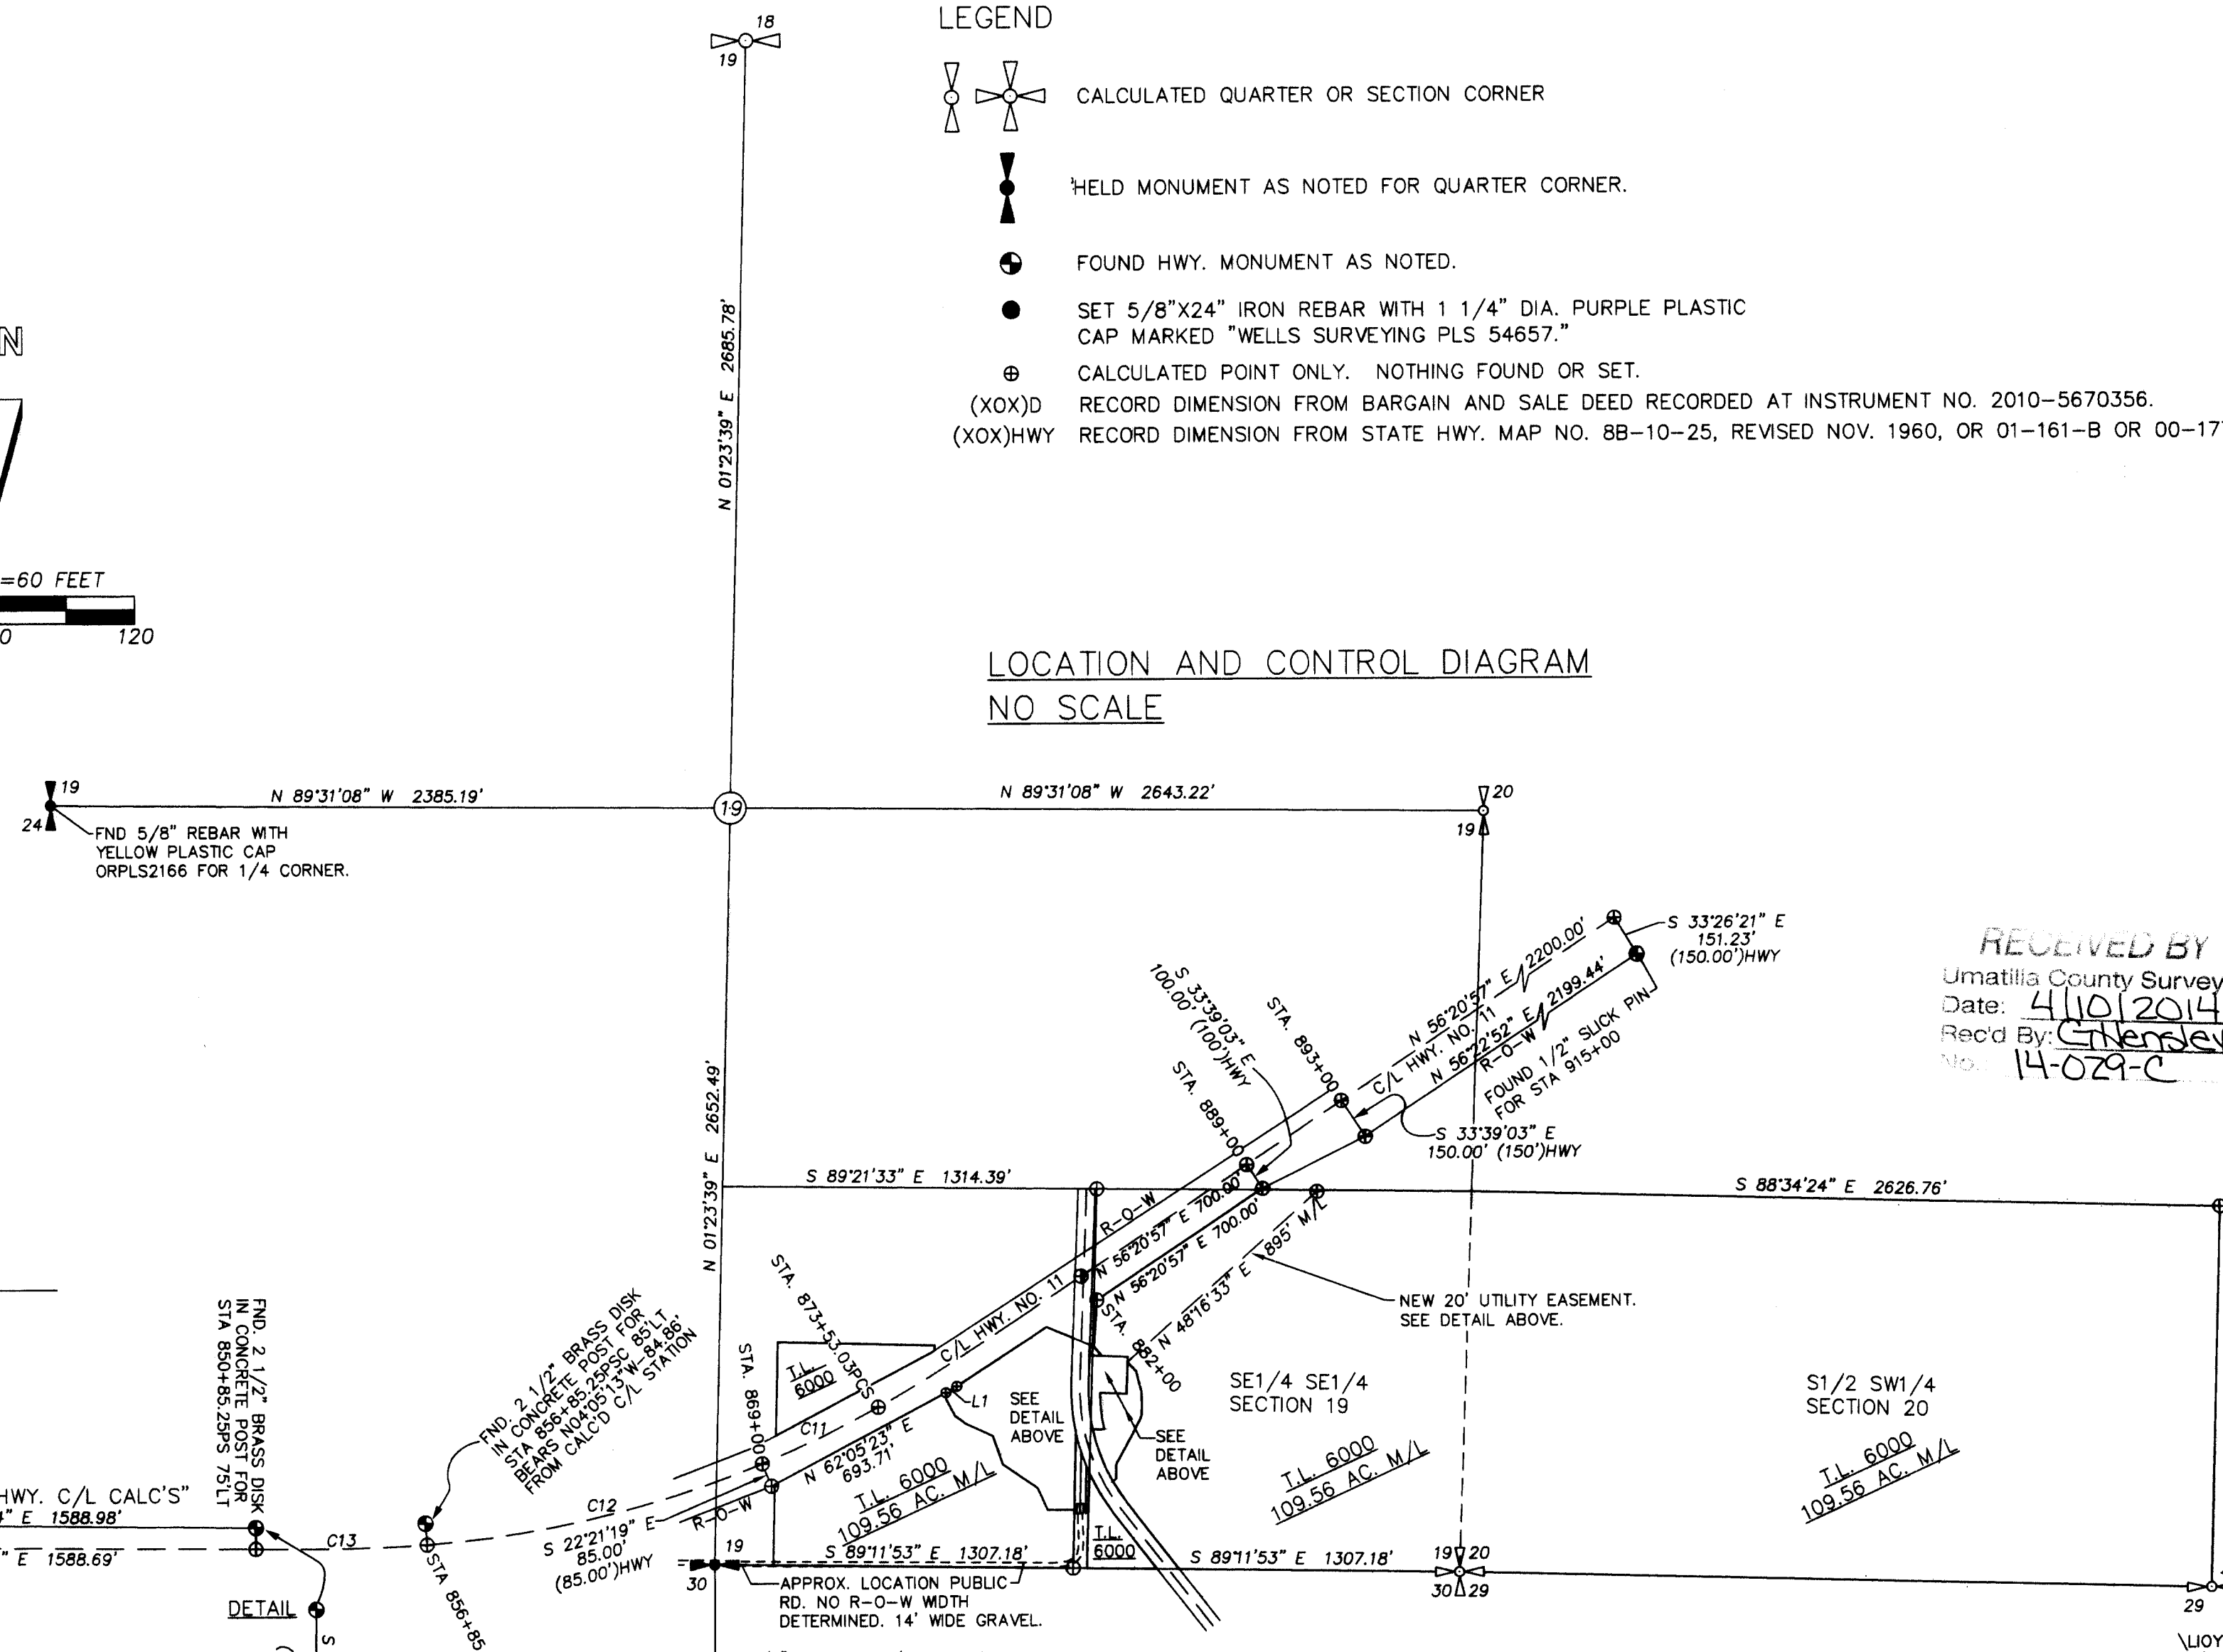 LEGEND
18
19
CALCULATED QUARTER OR SECTION CORNER
HELD MONUMENT AS NOTED FOR QUARTER CORNER.
FOUND HWY. MONUMENT AS NOTED.
SET 5/8"X24" IRON REBAR WITH 1 1/4" DIA. PURPLE PLASTIC
CAP MARKED "WELLS SURVEYING PLS 54657."
CALCULATED POINT ONLY. NOTHING FOUND OR SET.
(XOX)D RECORD DIMENSION FROM BARGAIN AND SALE DEED RECORDED AT INSTRUMENT NO. 2010-5670356.
(XOX)HWY RECORD DIMENSION FROM STATE HWY. MAP NO. 8B-10-25, REVISED NOV. 1960, OR 01-161-B OR 00-17
N
=60 FEET
0 120
N 01°23'39" E 2685.78'
LOCATION AND CONTROL DIAGRAM
NO SCALE
19
24
N 89°31'08" W 2385.19'
19
N 89°31'08" W 2643.22'
20
19
FND 5/8" REBAR WITH
YELLOW PLASTIC CAP
ORPLS2166 FOR 1/4 CORNER.
S 33°26'21" E
151.23'
(150.00')HWY
RECEIVED BY
Umatilla County Survey
Date: 4/10/2014
Rec'd By:
No. 14-029-C
N 56°20'57" E 2200.00'
C/L HWY. NO. 11
N 56°22'52" E 2199.44'
R-O-W
FOUND 1/2" SLICK PIN
FOR STA 915+00
S 33°39'03" E
100.00' (100')HWY
STA. 893+00
STA. 889+00
S 33°39'03" E
150.00' (150')HWY
N 01°23'39" E 2652.49'
S 89°21'33" E 1314.39'
S 88°34'24" E 2626.76'
R-O-W
N 56°20'57" E 700.00'
N 56°20'57" E 700.00'
N 48°16'33" E 895' M/L
STA. 882+00
NEW 20' UTILITY EASEMENT.
SEE DETAIL ABOVE.
C/L HWY. NO. 11
STA. 873+53.03PCS
STA. 869+00
T.L.
6000
C11
L1
SEE
DETAIL
ABOVE
SEE
DETAIL
ABOVE
SE1/4 SE1/4
SECTION 19
S1/2 SW1/4
SECTION 20
T.L. 6000
109.56 AC. M/L
T.L. 6000
109.56 AC. M/L
T.L. 6000
109.56 AC. M/L
N 62°05'23" E
693.71'
FND. 2 1/2" BRASS DISK
IN CONCRETE POST FOR
STA 856+85.25PSC 85'LT
BEARS N04°05'13"W-84.86'
FROM CALC'D C/L STATION
FND. 2 1/2" BRASS DISK
IN CONCRETE POST FOR
STA 850+85.25PS 75'LT
HWY. C/L CALC'S"
" E 1588.98'
" E 1588.69'
C13
C12
STA 856+85
R-O-W
S 22°21'19" E
85.00'
(85.00')HWY
19
30
S 89°11'53" E 1307.18'
T.L.
6000
S 89°11'53" E 1307.18'
19 20
30 29
29
APPROX. LOCATION PUBLIC
RD. NO R-O-W WIDTH
DETERMINED. 14' WIDE GRAVEL.
DETAIL
S